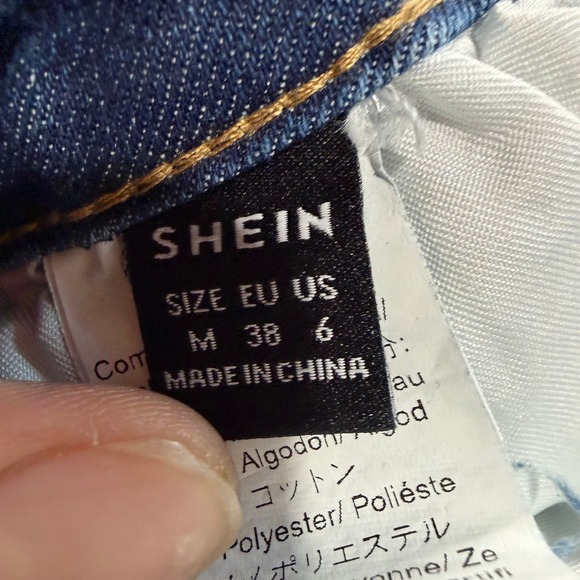 SHEIN
SIZE EU US
M 38 6
MADE IN CHINA
Algodon/ Algod
コットン
Polyester/ Poliéste
ポリエステル